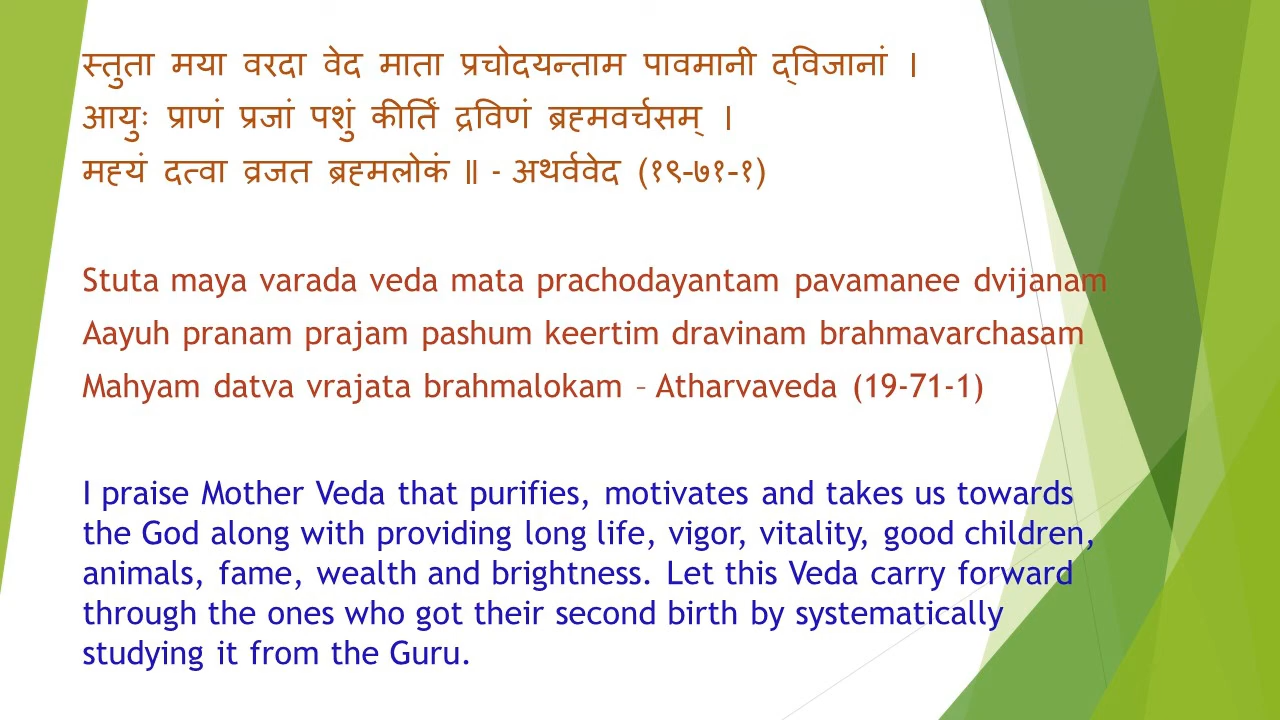 स्तुता मया वरदा वेद माता प्रचोदयन्ताम पावमानी द्विजानां ।
आयुः प्राणं प्रजां पशुं कीर्तिं द्रविणं ब्रह्मवर्चसम् ।
मह्यं दत्वा व्रजत ब्रह्मलोकं ॥ - अथर्ववेद (१९-७१-१)
Stuta maya varada veda mata prachodayantam pavamanee dvijanam
Aayuh pranam prajam pashum keertim dravinam brahmavarchasam
Mahyam datva vrajata brahmalokam – Atharvaveda (19-71-1)
I praise Mother Veda that purifies, motivates and takes us towards
the God along with providing long life, vigor, vitality, good children,
animals, fame, wealth and brightness. Let this Veda carry forward
through the ones who got their second birth by systematically
studying it from the Guru.